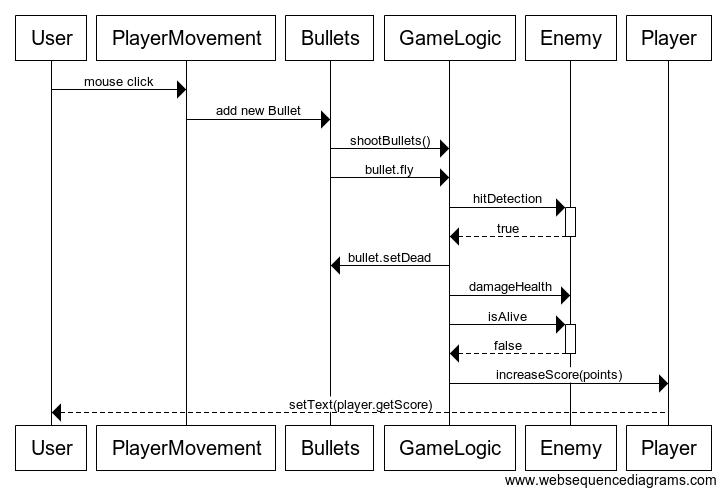 User PlayerMovement Bullets GameLogic Enemy Player
mouse click
add new Bullet
shootBullets()
bullet.fly
hitDetection
true
bullet.setDead
damageHealth
isAlive
false
increaseScore(points)
setText(player.getScore)
User PlayerMovement Bullets GameLogic Enemy Player
www.websequencediagrams.com